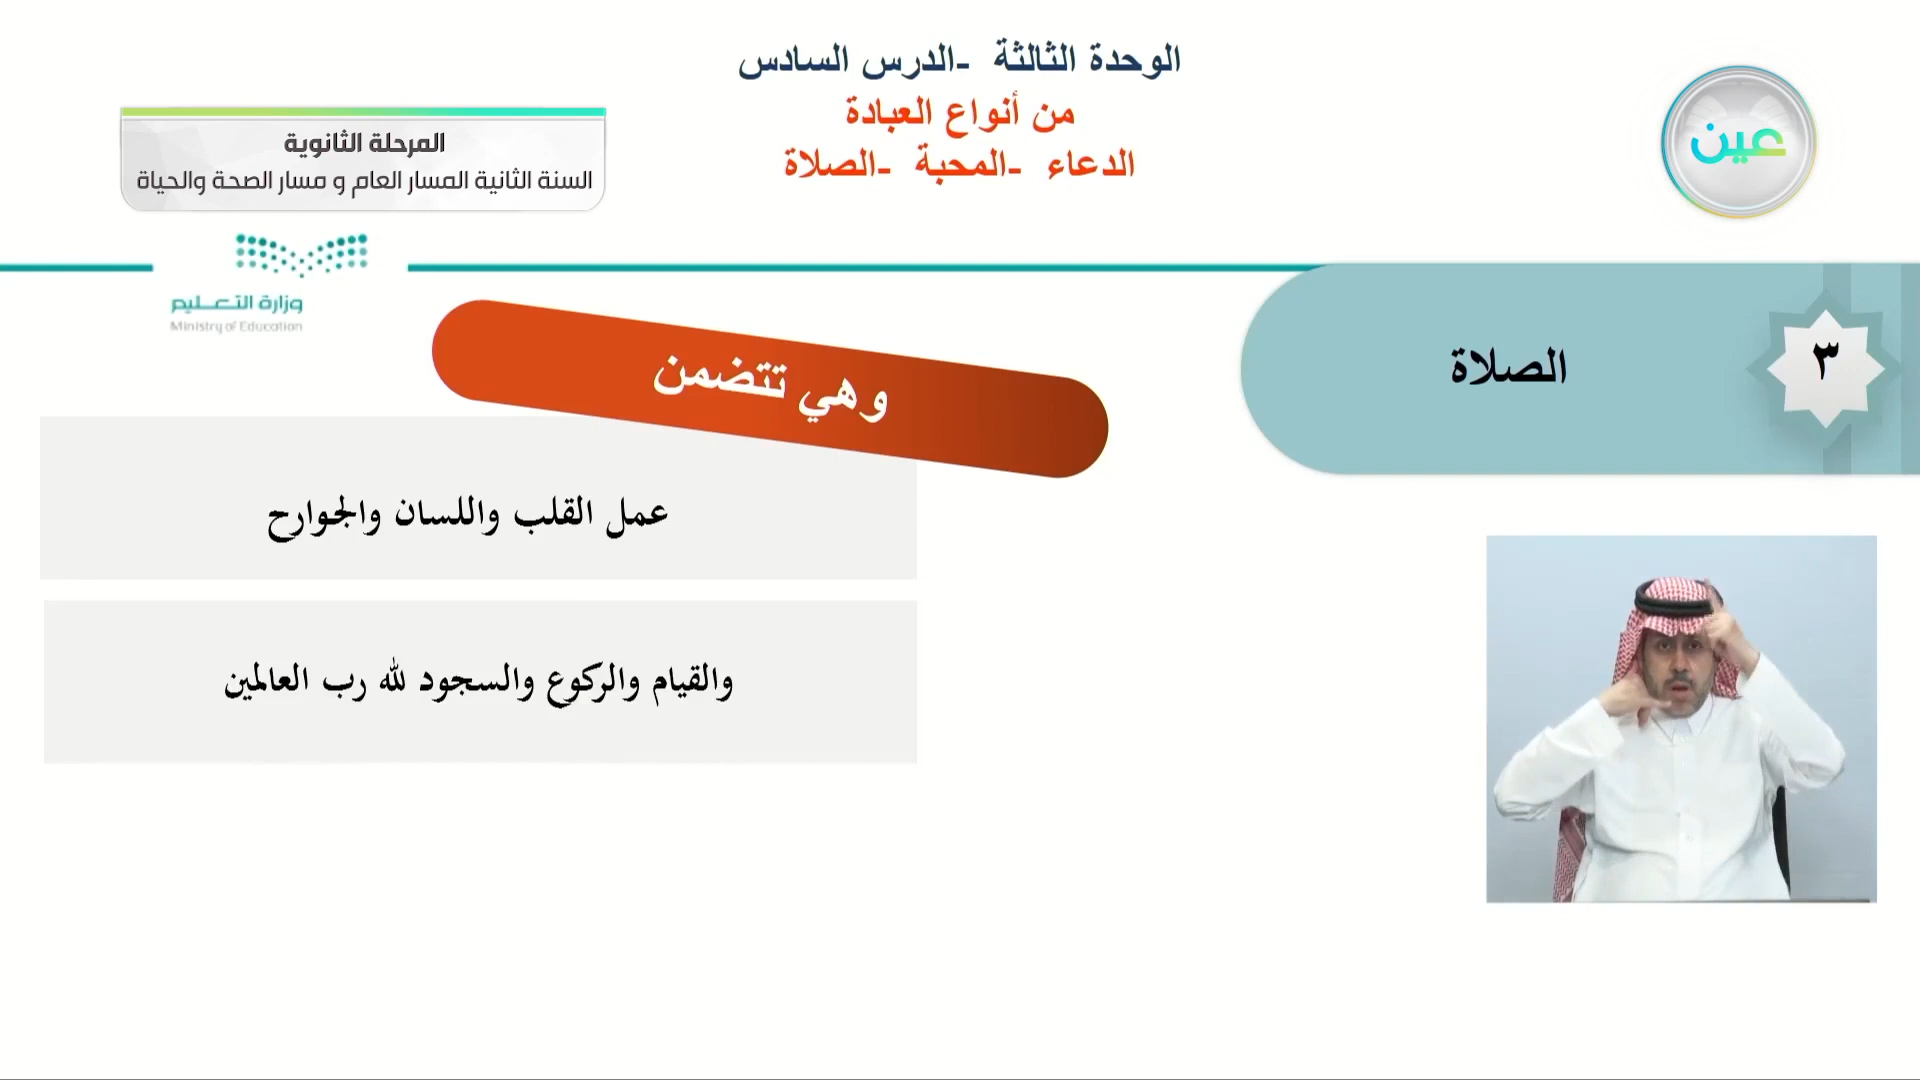 الوحدة الثالثة -الدرس السادس
من أنواع العبادة
الدعاء -المحبة -الصلاة
عين
المرحلة الثانوية
السنة الثانية المسار العام و مسار الصحة والحياة
وزارة التعليم
Ministry of Education
٣
الصلاة
وهي تتضمن
عمل القلب واللسان والجوارح
والقيام والركوع والسجود لله رب العالمين